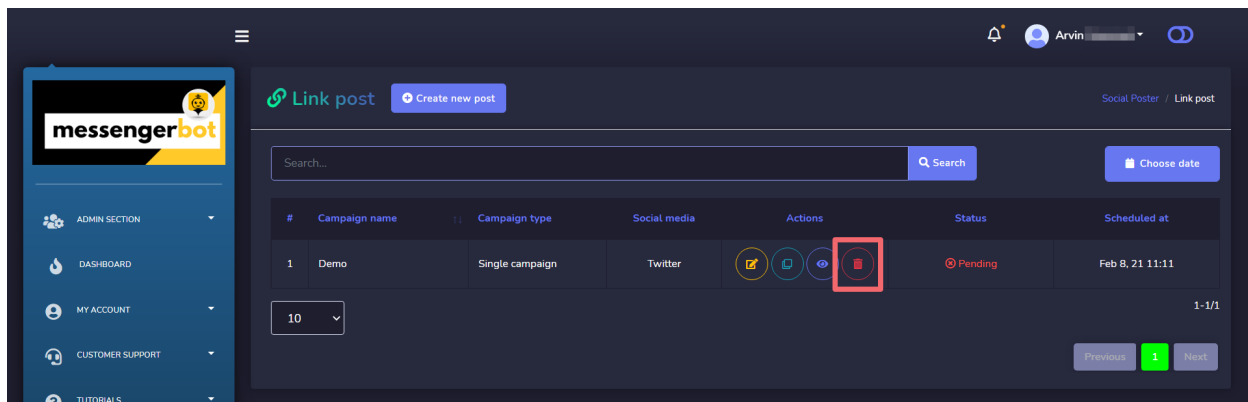 Arvin
messengerbot
Link post
Create new post
Social Poster / Link post
Search...
Search
Choose date
ADMIN SECTION
DASHBOARD
MY ACCOUNT
CUSTOMER SUPPORT
TUTORIALS
# Campaign name Campaign type Social media Actions Status Scheduled at
1 Demo Single campaign Twitter Pending Feb 8, 21 11:11
10
1-1/1
Previous 1 Next